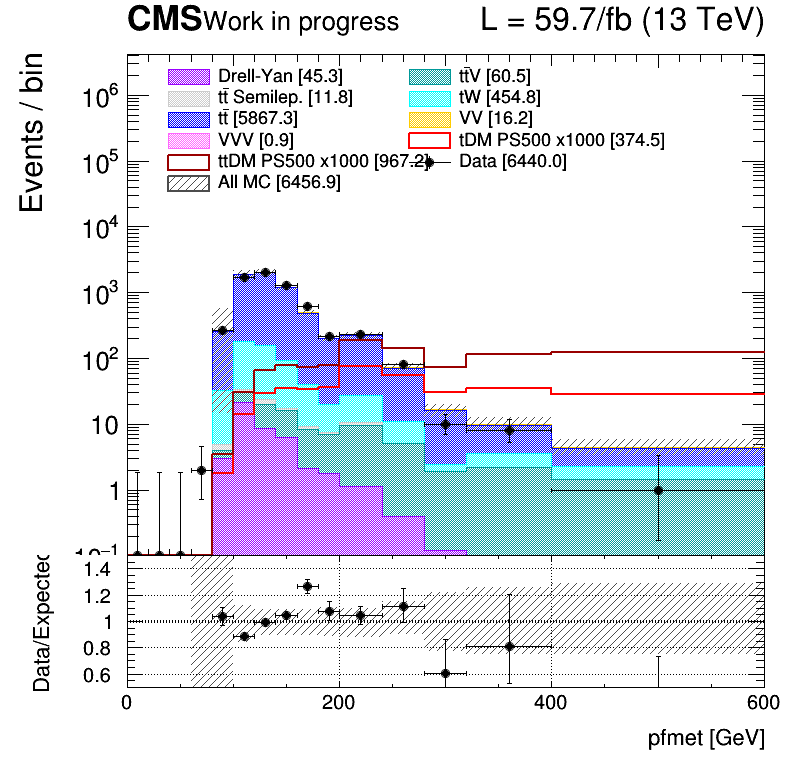 CMS Work in progress L = 59.7/fb (13 TeV)
Events / bin
Drell-Yan [45.3] tt̄V [60.5]
tt̄ Semilep. [11.8] tW [454.8]
tt̄ [5867.3] VV [16.2]
VVV [0.9] tDM PS500 x1000 [374.5]
ttDM PS500 x1000 [967.2] Data [6440.0]
All MC [6456.9]
10⁶
10⁵
10⁴
10³
10²
10
1
10⁻¹
Data/Expected
1.4
1.2
1
0.8
0.6
0 200 400 600
pfmet [GeV]